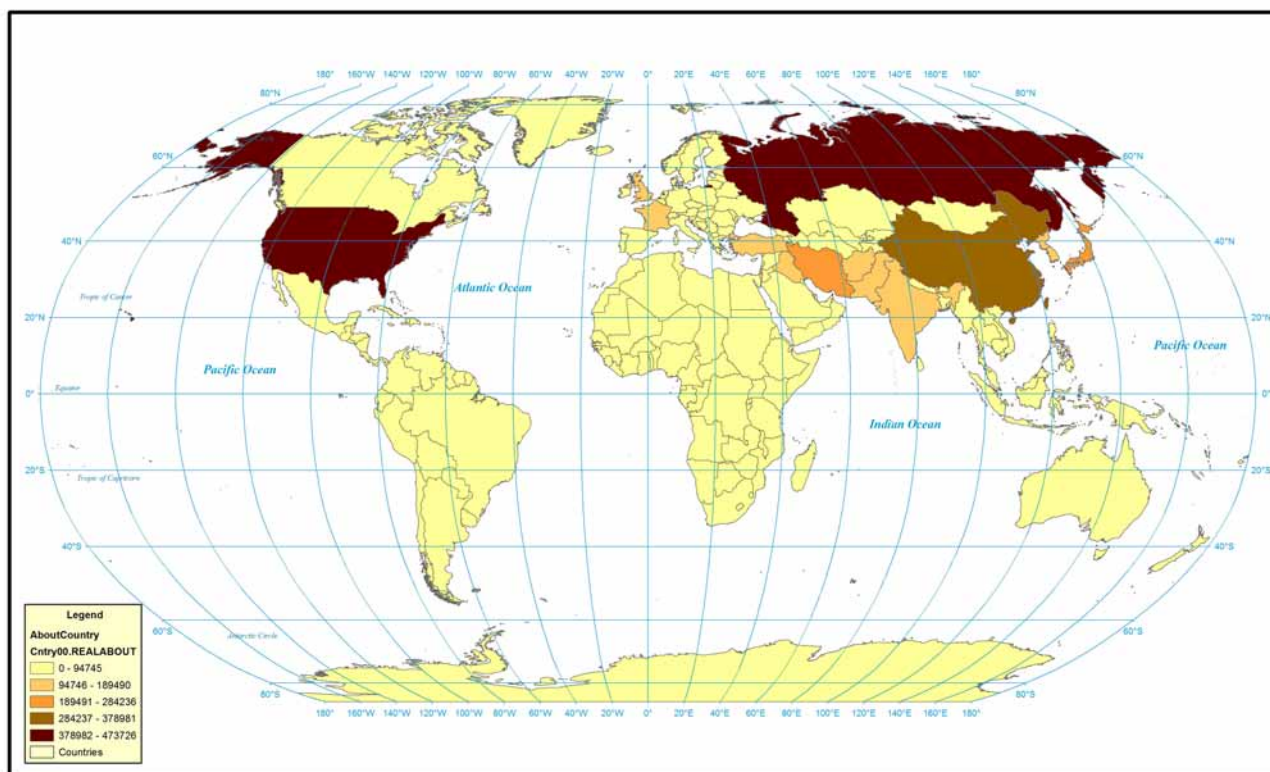 180° 160°W 140°W 120°W 100°W 80°W 60°W 40°W 20°W 0° 20°E 40°E 60°E 80°E 100°E 120°E 140°E 160°E 180°
80°N 80°N
60°N 60°N
40°N 40°N
Atlantic Ocean
Tropic of Cancer
20°N 20°N
Pacific Ocean Pacific Ocean
Equator
0° 0°
Indian Ocean
20°S 20°S
Tropic of Capricorn
40°S 40°S
60°S 60°S
Antarctic Circle
80°S 80°S
180° 160°W 140°W 120°W 100°W 80°W 60°W 40°W 20°W 0° 20°E 40°E 60°E 80°E 100°E 120°E 140°E 160°E 180°
Legend
AboutCountry
Cntry00.REALABOUT
0 - 94745
94746 - 189490
189491 - 284236
284237 - 378981
378982 - 473726
Countries